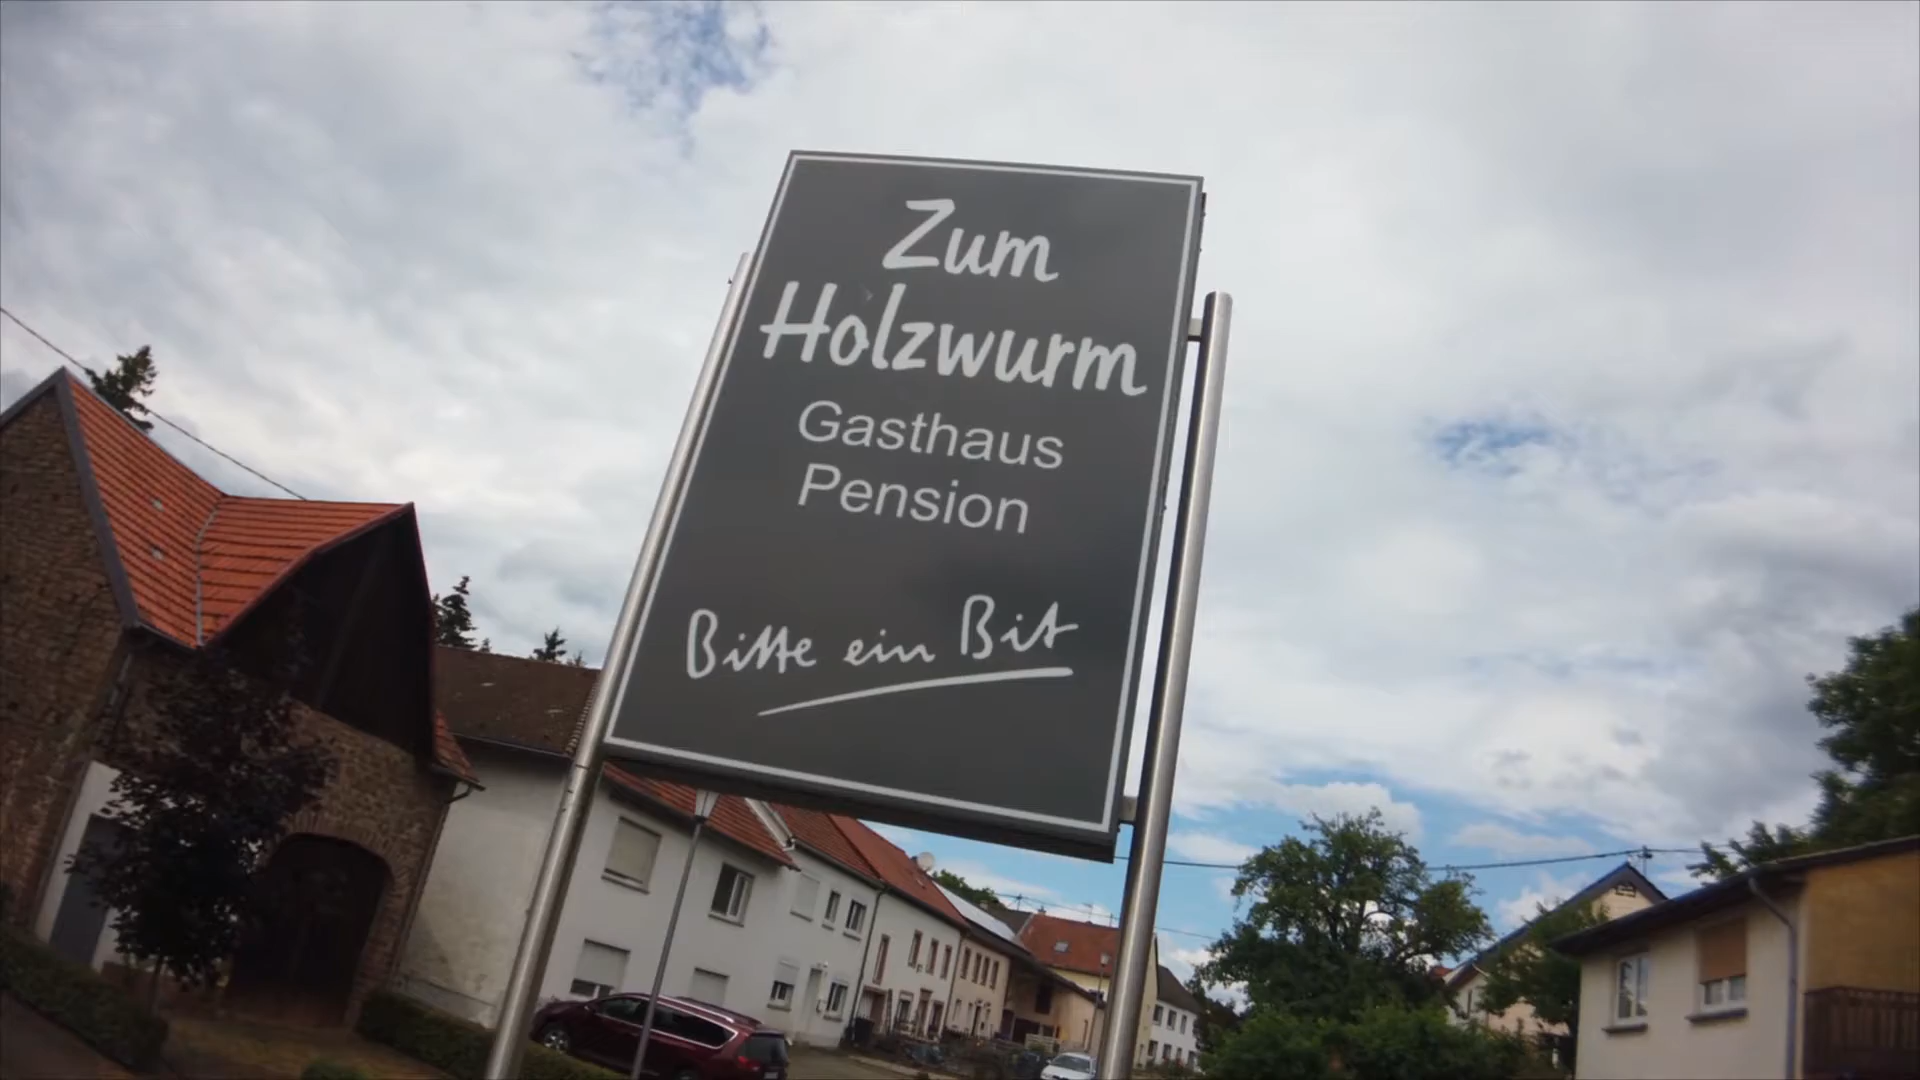 Zum
Holzwurm
Gasthaus
Pension
Bitte ein Bit